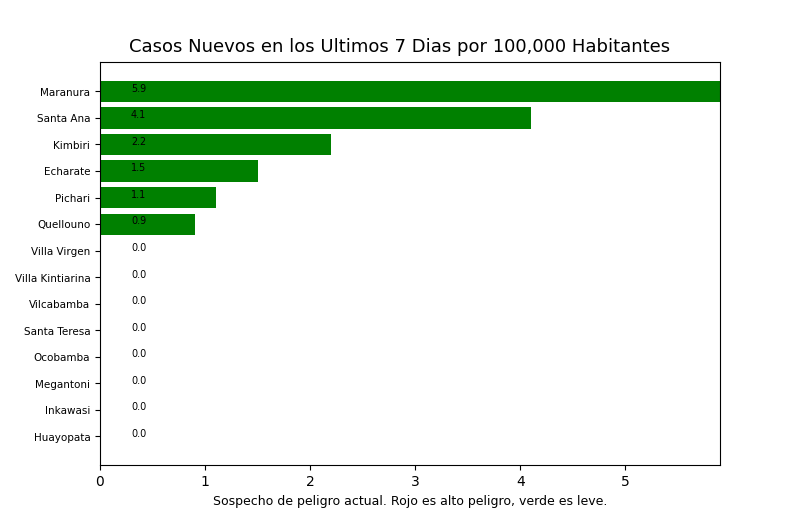 Casos Nuevos en los Ultimos 7 Dias por 100,000 Habitantes
Maranura 5.9
Santa Ana 4.1
Kimbiri 2.2
Echarate 1.5
Pichari 1.1
Quellouno 0.9
Villa Virgen 0.0
Villa Kintiarina 0.0
Vilcabamba 0.0
Santa Teresa 0.0
Ocobamba 0.0
Megantoni 0.0
Inkawasi 0.0
Huayopata 0.0
0 1 2 3 4 5
Sospecho de peligro actual. Rojo es alto peligro, verde es leve.